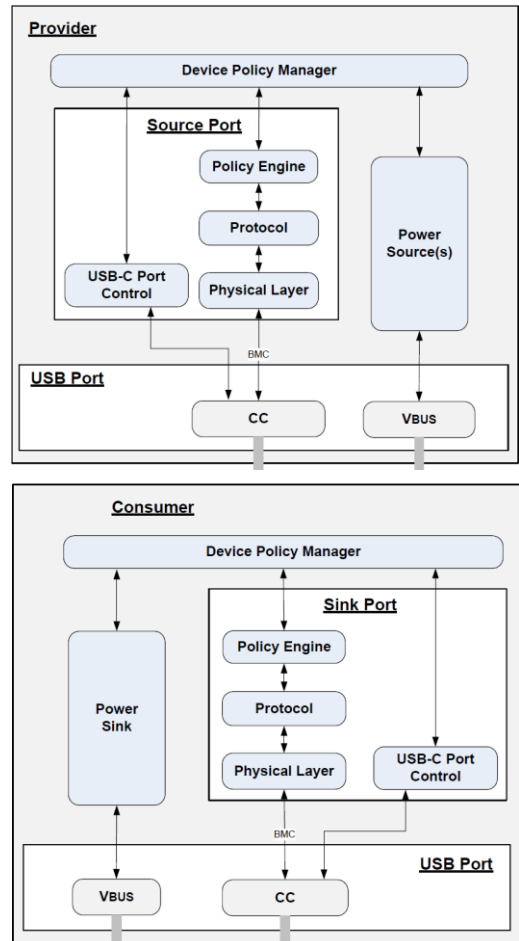 Provider
Device Policy Manager
Source Port
Policy Engine
Protocol
Power
Source(s)
USB-C Port
Control
Physical Layer
BMC
USB Port
CC
VBUS
Consumer
Device Policy Manager
Sink Port
Policy Engine
Power
Sink
Protocol
Physical Layer
USB-C Port
Control
BMC
USB Port
VBUS
CC